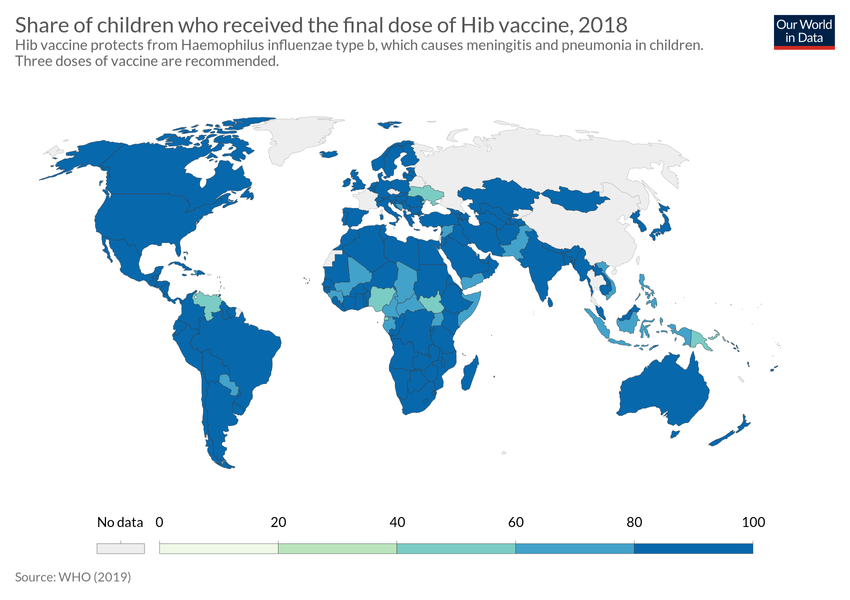 Share of children who received the final dose of Hib vaccine, 2018
Hib vaccine protects from Haemophilus influenzae type b, which causes meningitis and pneumonia in children.
Three doses of vaccine are recommended.
Our World
in Data
No data 0 20 40 60 80 100
Source: WHO (2019)